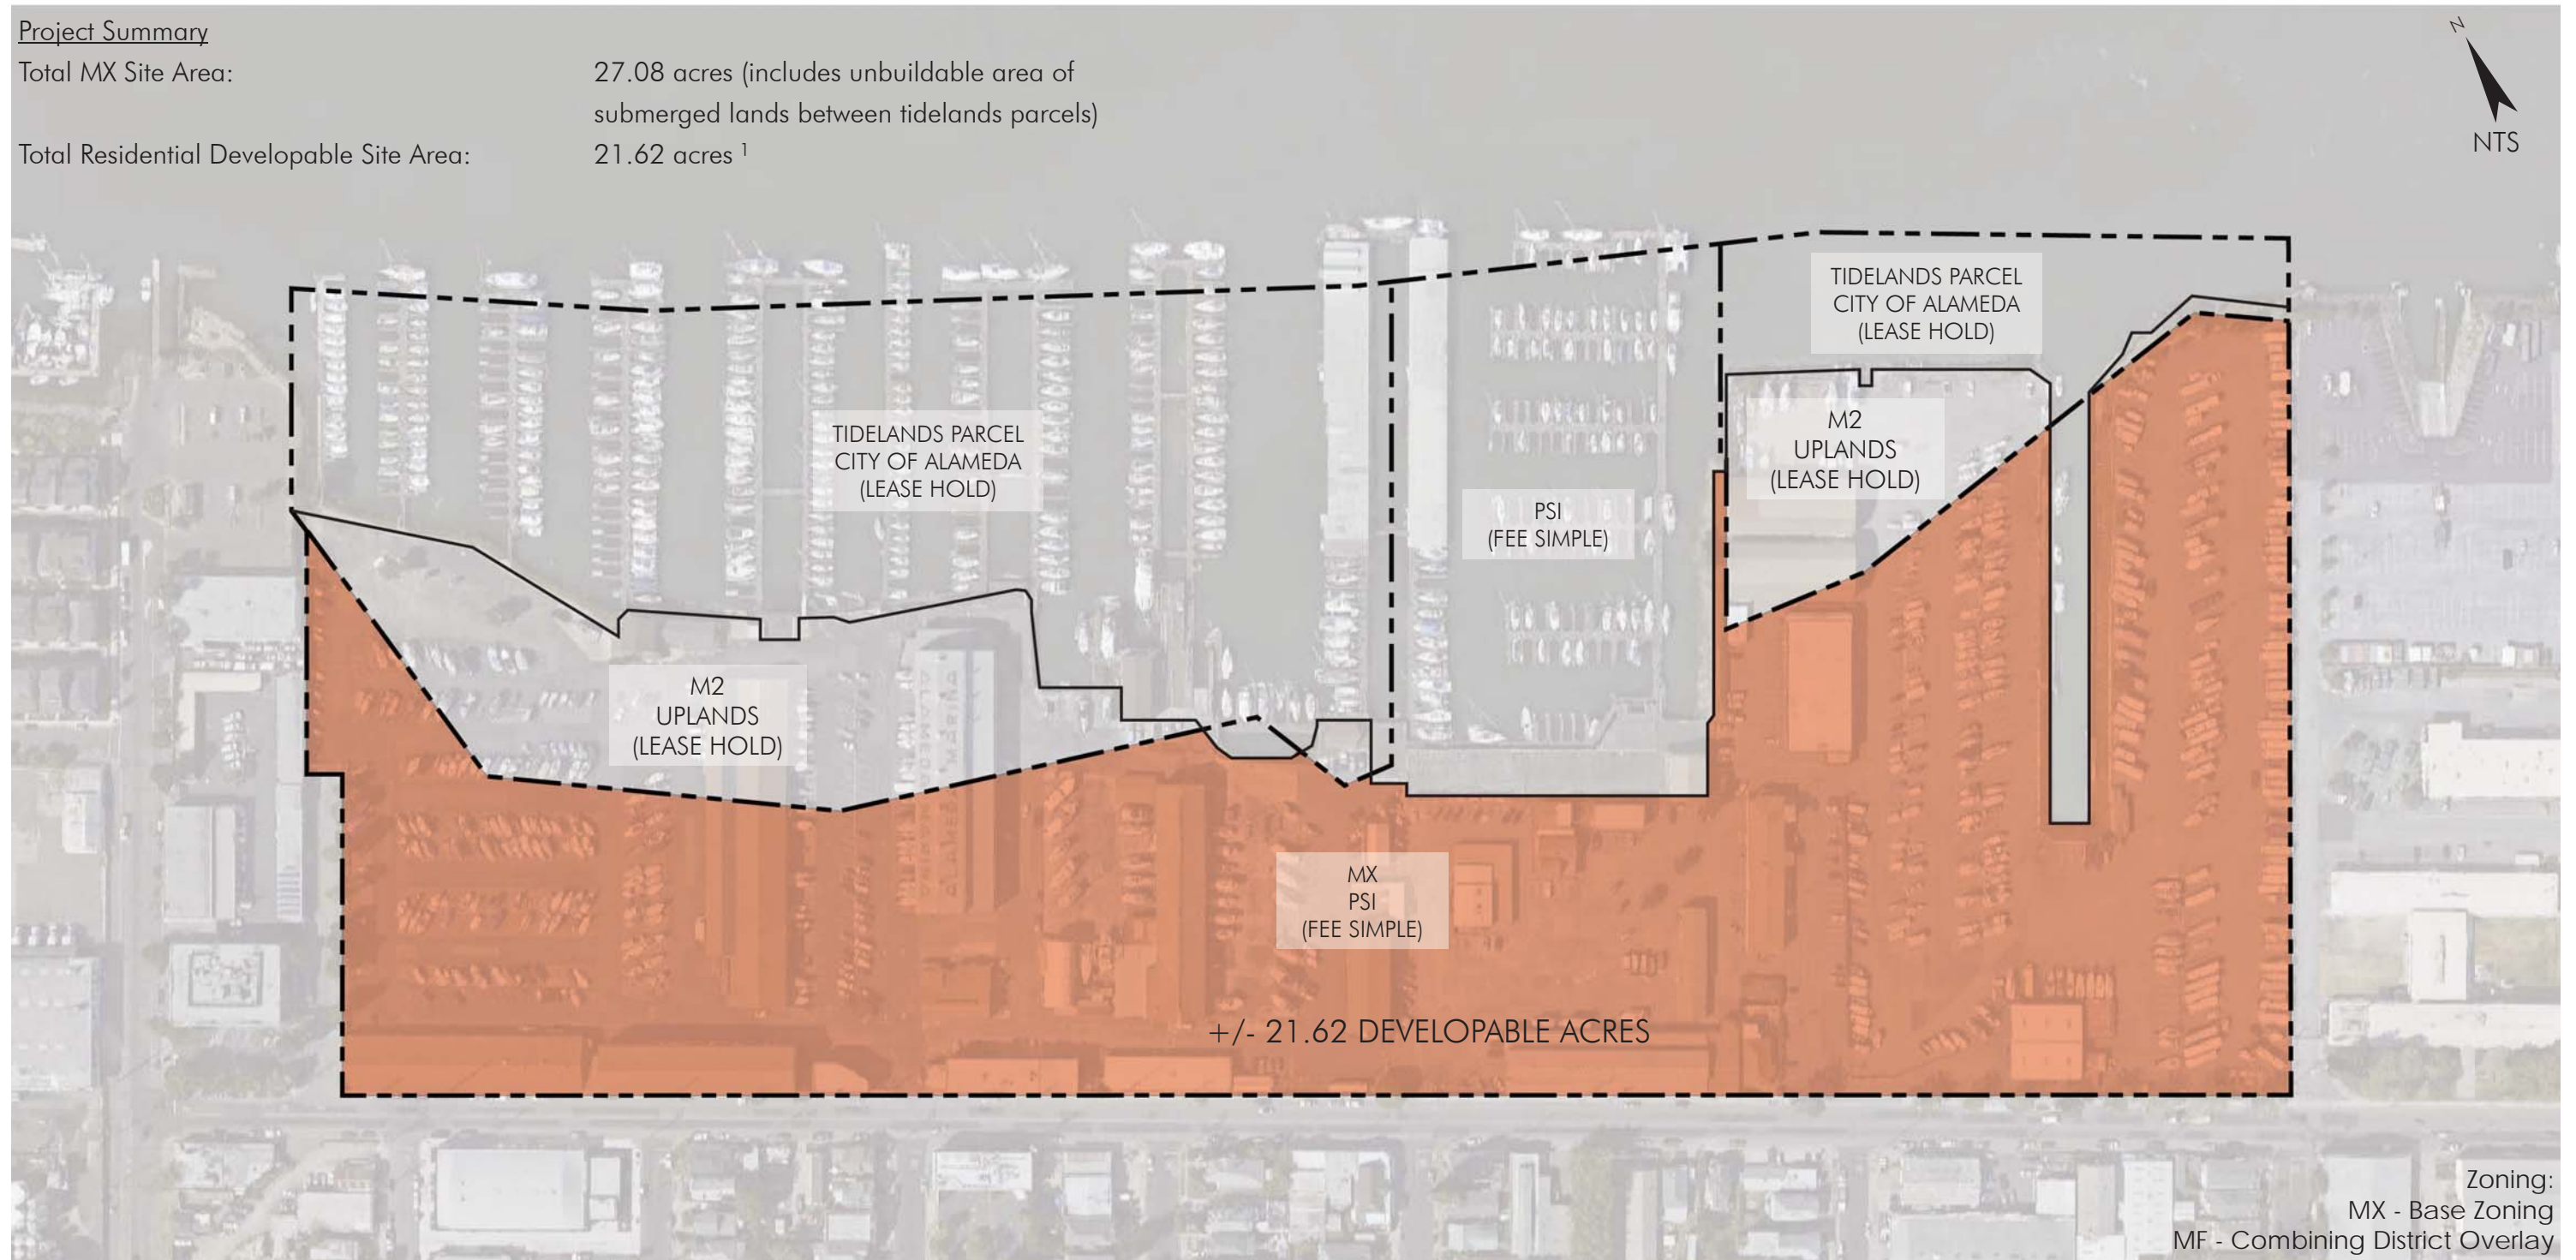 Project Summary
Total MX Site Area: 27.08 acres (includes unbuildable area of
submerged lands between tidelands parcels)
Total Residential Developable Site Area: 21.62 acres ¹
N
NTS
TIDELANDS PARCEL
CITY OF ALAMEDA
(LEASE HOLD)
TIDELANDS PARCEL
CITY OF ALAMEDA
(LEASE HOLD)
M2
UPLANDS
(LEASE HOLD)
PSI
(FEE SIMPLE)
M2
UPLANDS
(LEASE HOLD)
MX
PSI
(FEE SIMPLE)
+/- 21.62 DEVELOPABLE ACRES
Zoning:
MX - Base Zoning
MF - Combining District Overlay